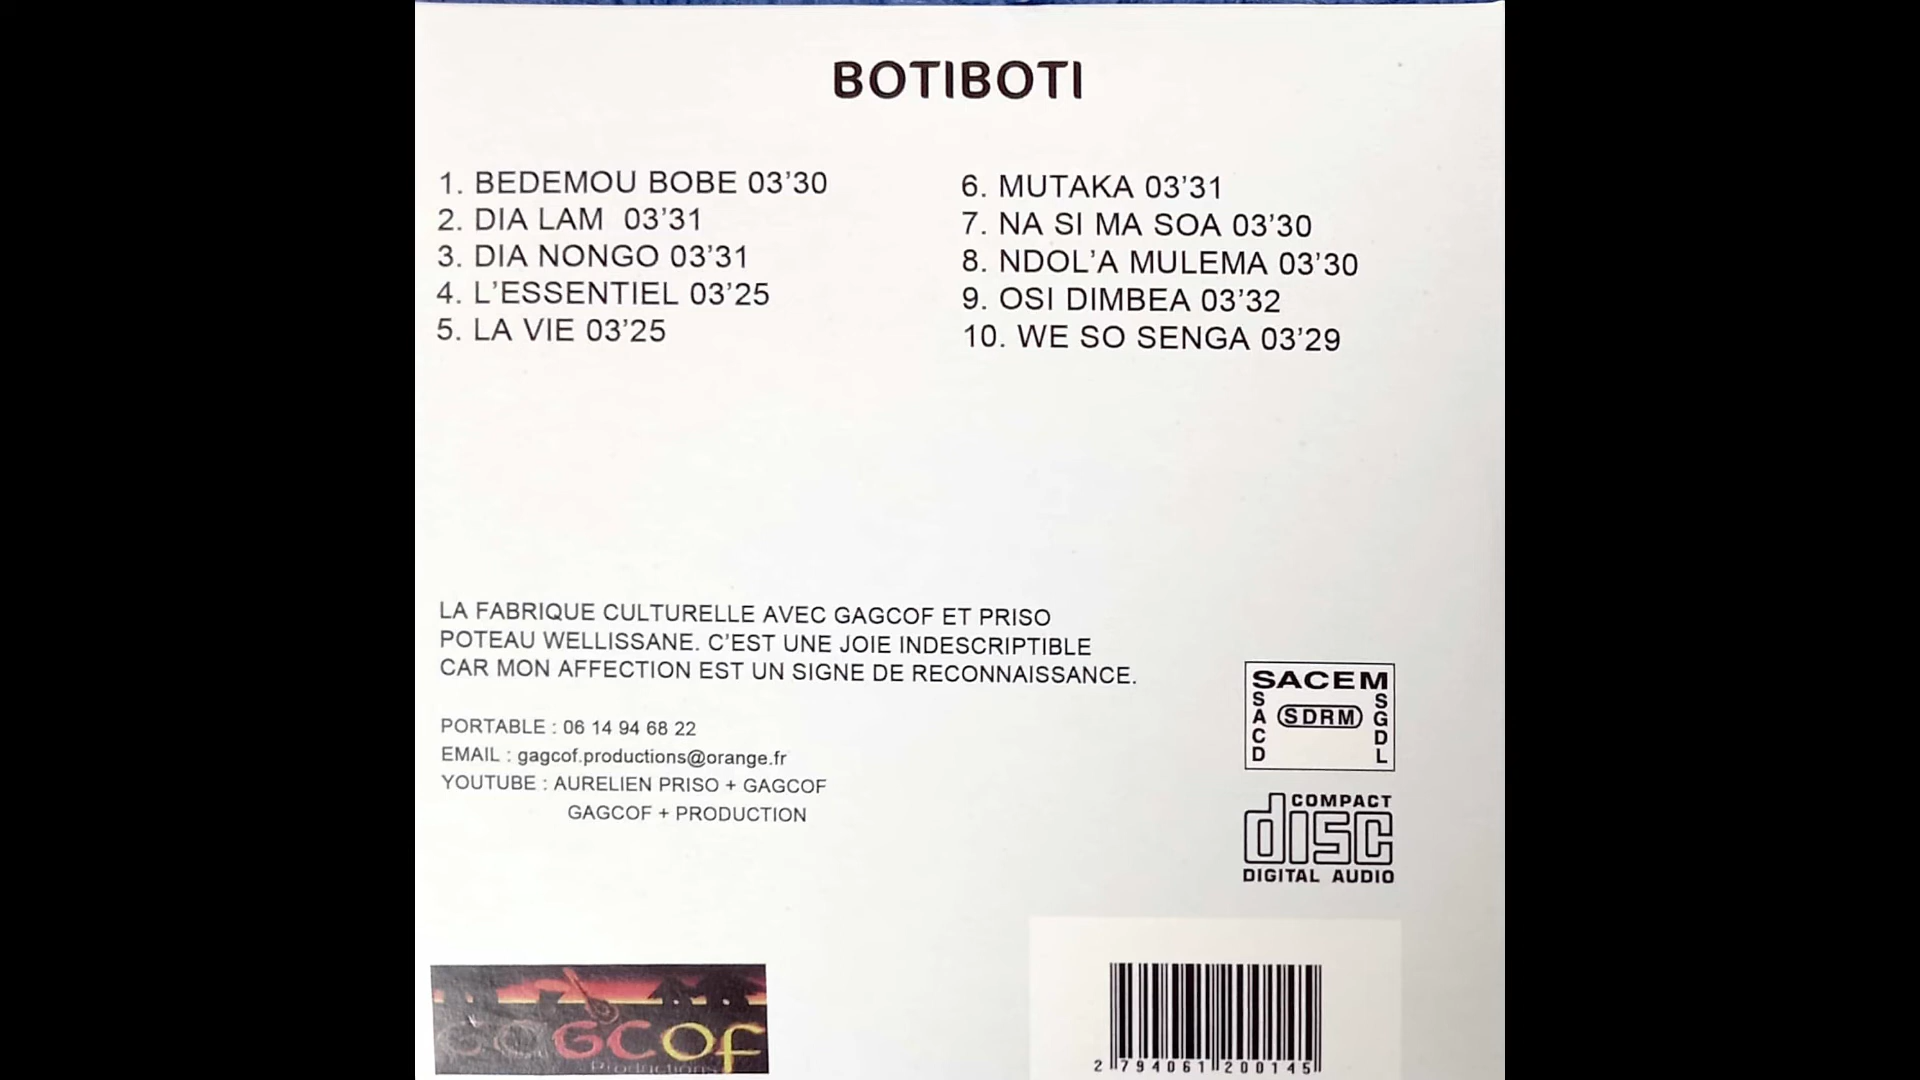 BOTIBOTI
1. BEDEMOU BOBE 03'30
2. DIA LAM  03'31
3. DIA NONGO 03'31
4. L'ESSENTIEL 03'25
5. LA VIE 03'25
6. MUTAKA 03'31
7. NA SI MA SOA 03'30
8. NDOL'A MULEMA 03'30
9. OSI DIMBEA 03'32
10. WE SO SENGA 03'29
LA FABRIQUE CULTURELLE AVEC GAGCOF ET PRISO
POTEAU WELLISSANE. C'EST UNE JOIE INDESCRIPTIBLE
CAR MON AFFECTION EST UN SIGNE DE RECONNAISSANCE.
PORTABLE : 06 14 94 68 22
EMAIL : gagcof.productions@orange.fr
YOUTUBE : AURELIEN PRISO + GAGCOF
GAGCOF + PRODUCTION
SACEM
SACD
SDRM
SGDL
COMPACT
disc
DIGITAL AUDIO
GAGCOF
Productions
2 794061 200145